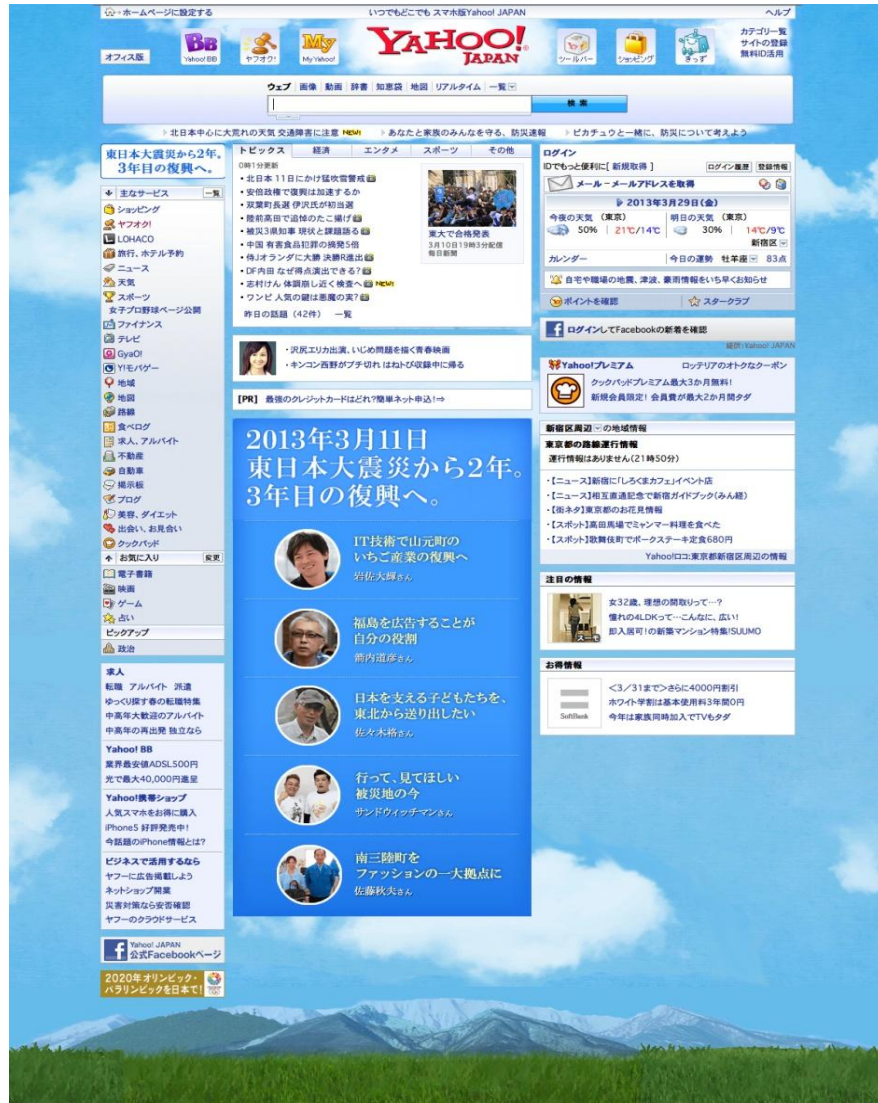 ホームページに設定する
いつでもどこでも スマホ版Yahoo! JAPAN
ヘルプ
オフィス版
BB
Yahoo! BB
ヤフオク!
My
My Yahoo!
YAHOO!
JAPAN
ツールバー
ショッピング
きっず
カテゴリ一覧
サイトの登録
無料ID活用
ウェブ 画像 動画 辞書 知恵袋 地図 リアルタイム 一覧
検索
北日本中心に大荒れの天気 交通障害に注意 NEW!
あなたと家族のみんなを守る、防災速報
ピカチュウと一緒に、防災について考えよう
東日本大震災から2年。
3年目の復興へ。
主なサービス 一覧
ショッピング
ヤフオク!
LOHACO
旅行、ホテル予約
ニュース
天気
スポーツ
女子プロ野球ページ公開
ファイナンス
テレビ
GyaO!
Y!モバゲー
地域
地図
路線
食べログ
求人、アルバイト
不動産
自動車
掲示板
ブログ
美容、ダイエット
出会い、お見合い
クックパッド
お気に入り 変更
電子書籍
映画
ゲーム
占い
ピックアップ
政治
求人
転職 アルバイト 派遣
ゆっくり探す春の転職特集
中高年大歓迎のアルバイト
中高年の再出発 独立なら
Yahoo! BB
業界最安値ADSL500円
光で最大40,000円進呈
Yahoo!携帯ショップ
人気スマホをお得に購入
iPhone5 好評発売中!
今話題のiPhone情報とは?
ビジネスで活用するなら
ヤフーに広告掲載しよう
ネットショップ開業
災害対策なら安否確認
ヤフーのクラウドサービス
Yahoo! JAPAN
公式Facebookページ
2020年オリンピック・
パラリンピックを日本で!
トピックス 経済 エンタメ スポーツ その他
0時1分更新
・北日本 11日にかけ猛吹雪警戒
・安倍政権で復興は加速するか
・双葉町長選 伊沢氏が初当選
・陸前高田で追悼のたこ揚げ
・被災3県知事 現状と課題語る
・中国 有害食品犯罪の摘発5倍
・侍Jオランダに大勝 決勝R進出
・DF内田 なぜ得点演出できる?
・志村けん 体調崩し近く検査へ NEW!
・ワンピ人気の鍵は悪魔の実?
昨日の話題 (42件) 一覧
東大で合格発表
3月10日19時3分配信
毎日新聞
・沢尻エリカ出演、いじめ問題を描く青春映画
・キンコン西野がブチ切れ はねトび収録中に帰る
[PR] 最強のクレジットカードはどれ?簡単ネット申込!⇒
2013年3月11日
東日本大震災から2年。
3年目の復興へ。
IT技術で山元町の
いちご産業の復興へ
岩佐大輝さん
福島を広告することが
自分の役割
箭内道彦さん
日本を支える子どもたちを、
東北から送り出したい
佐々木格さん
行って、見てほしい
被災地の今
サンドウィッチマンさん
南三陸町を
ファッションの一大拠点に
佐藤秋夫さん
ログイン
IDでもっと便利に[ 新規取得 ] ログイン履歴 登録情報
メール - メールアドレスを取得
2013年3月29日(金)
今夜の天気 (東京) 明日の天気 (東京)
50% 21℃/14℃ 30% 14℃/9℃
新宿区
カレンダー 今日の運勢 牡羊座 83点
自宅や職場の地震、津波、豪雨情報をいち早くお知らせ
ポイントを確認 スタークラブ
ログインしてFacebookの新着を確認
提供:Yahoo! JAPAN
Yahoo!プレミアム ロッテリアのオトクなクーポン
クックパッドプレミアム最大3か月無料!
新規会員限定! 会員費が最大2か月間タダ
新宿区周辺 の地域情報
東京都の路線運行情報
運行情報はありません(21時50分)
・【ニュース】新宿に「しろくまカフェ」イベント店
・【ニュース】相互直通記念で新宿ガイドブック(みん経)
・【街ネタ】東京都のお花見情報
・【スポット】高田馬場でミャンマー料理を食べた
・【スポット】歌舞伎町でポークステーキ定食680円
Yahoo!ロコ:東京都新宿区周辺の情報
注目の情報
スーモ
女32歳、理想の間取りって…?
憧れの4LDKって…こんなに、広い!
即入居可!の新築マンション特集!SUUMO
お得情報
SoftBank
<3/31まで>さらに4000円割引
ホワイト学割は基本使用料3年間0円
今年は家族同時加入でTVもタダ